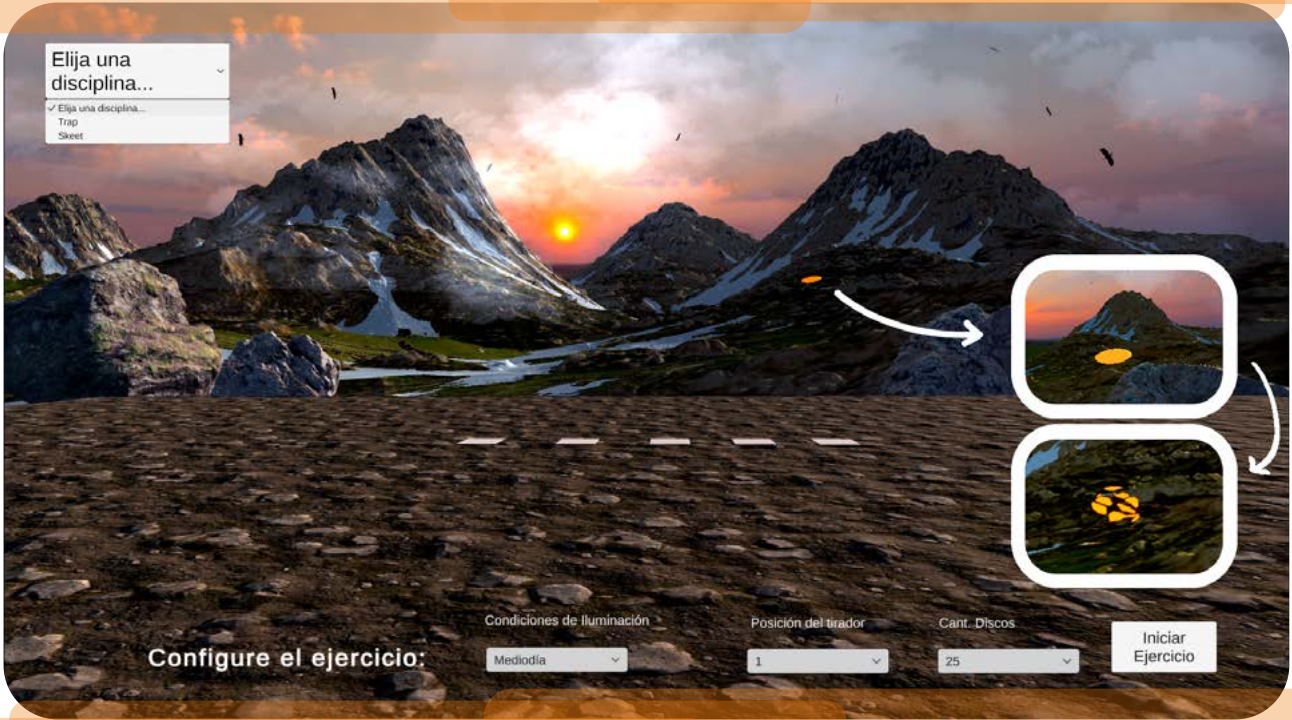 Elija una
disciplina...
Elija una disciplina...
Trap
Skeet
Configure el ejercicio:
Condiciones de Iluminación
Mediodía
Posición del tirador
1
Cant. Discos
25
Iniciar
Ejercicio